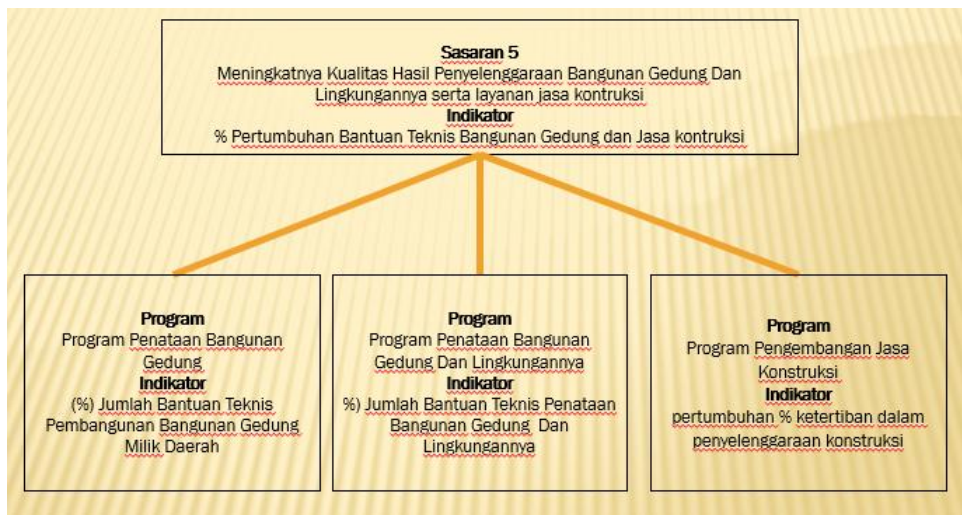 Sasaran 5
Meningkatnya Kualitas Hasil Penyelenggaraan Bangunan Gedung Dan
Lingkungannya serta layanan jasa kontruksi
Indikator
% Pertumbuhan Bantuan Teknis Bangunan Gedung dan Jasa kontruksi
Program
Program Penataan Bangunan
Gedung
Indikator
(%) Jumlah Bantuan Teknis
Pembangunan Bangunan Gedung
Milik Daerah
Program
Program Penataan Bangunan
Gedung Dan Lingkungannya
Indikator
%) Jumlah Bantuan Teknis Penataan
Bangunan Gedung Dan
Lingkungannya
Program
Program Pengembangan Jasa
Konstruksi
Indikator
pertumbuhan % ketertiban dalam
penyelenggaraan konstruksi